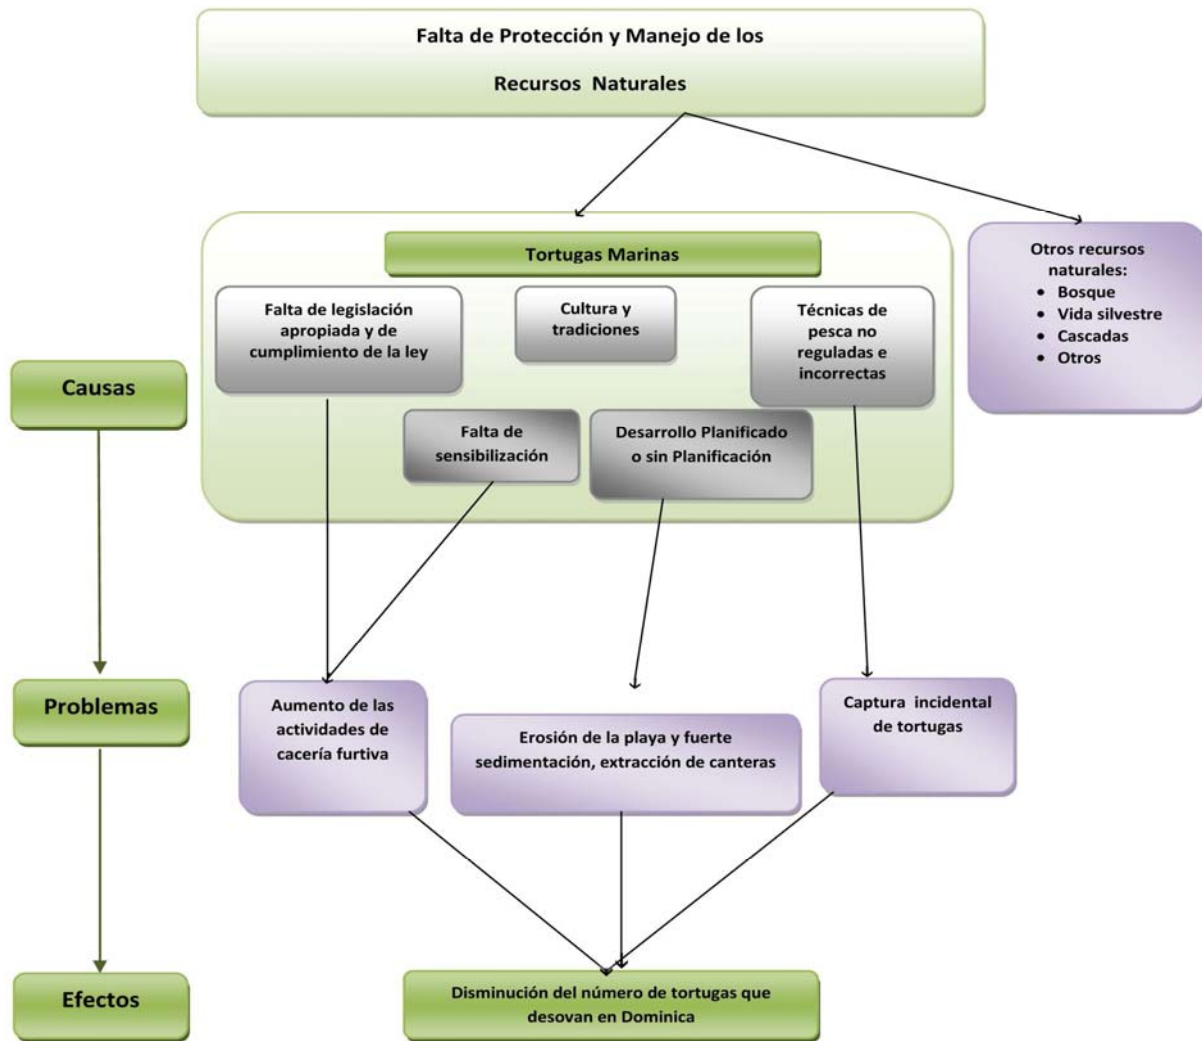 Falta de Protección y Manejo de los
Recursos Naturales
Tortugas Marinas
Falta de legislación
apropiada y de
cumplimiento de la ley
Cultura y
tradiciones
Técnicas de
pesca no
reguladas e
incorrectas
Otros recursos
naturales:
• Bosque
• Vida silvestre
• Cascadas
• Otros
Causas
Falta de
sensibilización
Desarrollo Planificado
o sin Planificación
Problemas
Aumento de las
actividades de
cacería furtiva
Erosión de la playa y fuerte
sedimentación, extracción de canteras
Captura incidental
de tortugas
Efectos
Disminución del número de tortugas que
desovan en Dominica